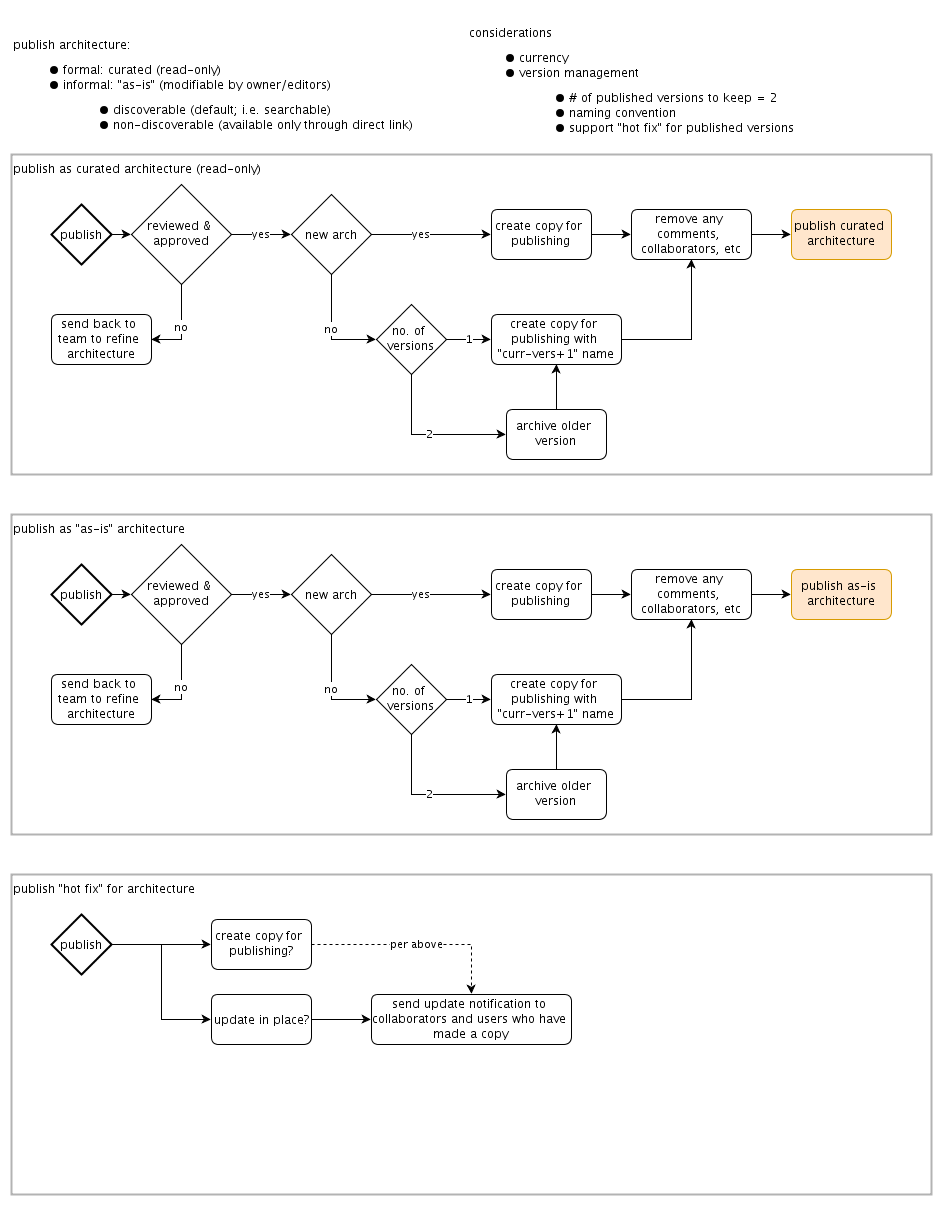 publish architecture:
● formal: curated (read-only)
● informal: "as-is" (modifiable by owner/editors)
● discoverable (default; i.e. searchable)
● non-discoverable (available only through direct link)
considerations
● currency
● version management
● # of published versions to keep = 2
● naming convention
● support "hot fix" for published versions
publish as curated architecture (read-only)
publish
reviewed &
approved
yes
new arch
yes
create copy for
publishing
remove any
comments,
collaborators, etc
publish curated
architecture
no
send back to
team to refine
architecture
no
no. of
versions
1
create copy for
publishing with
"curr-vers+1" name
2
archive older
version
publish as "as-is" architecture
publish
reviewed &
approved
yes
new arch
yes
create copy for
publishing
remove any
comments,
collaborators, etc
publish as-is
architecture
no
send back to
team to refine
architecture
no
no. of
versions
1
create copy for
publishing with
"curr-vers+1" name
2
archive older
version
publish "hot fix" for architecture
publish
create copy for
publishing?
per above
update in place?
send update notification to
collaborators and users who have
made a copy